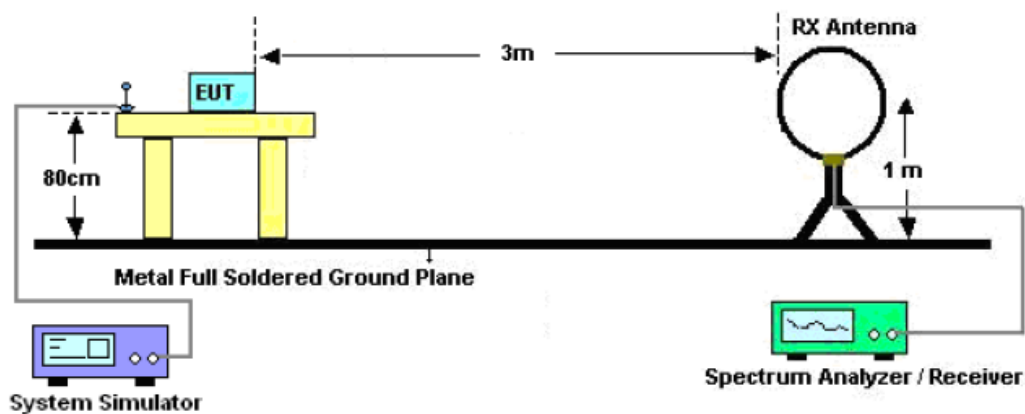 RX Antenna
3m
EUT
80cm
1 m
Metal Full Soldered Ground Plane
System Simulator
Spectrum Analyzer / Receiver